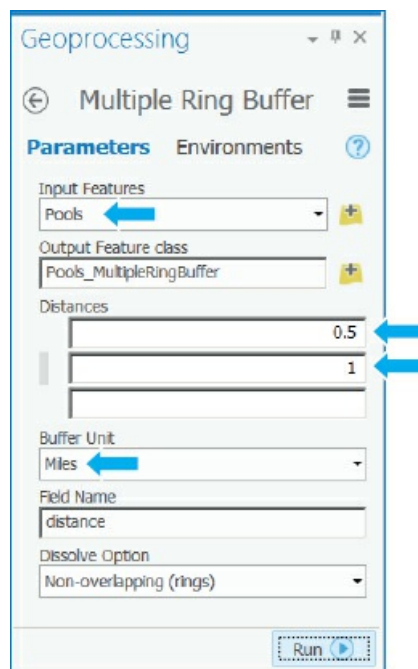 Geoprocessing
Multiple Ring Buffer
Parameters Environments ?
Input Features
Pools
Output Feature class
Pools_MultipleRingBuffer
Distances
0.5
1
Buffer Unit
Miles
Field Name
distance
Dissolve Option
Non-overlapping (rings)
Run